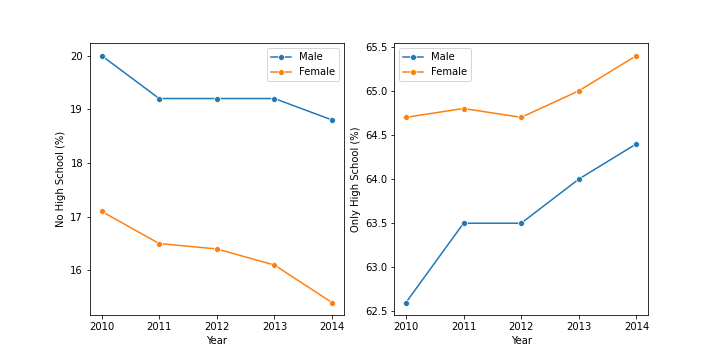 No High School (%)
20
19
18
17
16
Male
Female
2010 2011 2012 2013 2014
Year
Only High School (%)
65.5
65.0
64.5
64.0
63.5
63.0
62.5
Male
Female
2010 2011 2012 2013 2014
Year